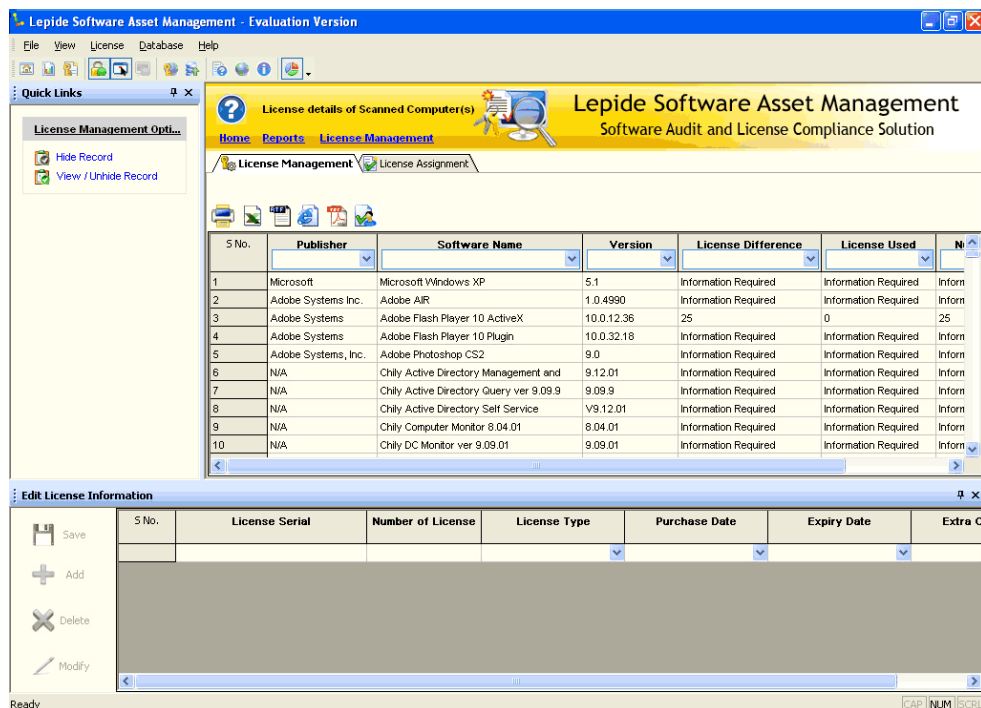 Lepide Software Asset Management - Evaluation Version
File View License Database Help
Quick Links
License Management Opti...
Hide Record
View / Unhide Record
License details of Scanned Computer(s)
Home Reports License Management
Lepide Software Asset Management
Software Audit and License Compliance Solution
License Management License Assignment
S No. Publisher Software Name Version License Difference License Used
1 Microsoft Microsoft Windows XP 5.1 Information Required Information Required Inform
2 Adobe Systems Inc. Adobe AIR 1.0.4990 Information Required Information Required Inform
3 Adobe Systems Adobe Flash Player 10 ActiveX 10.0.12.36 25 0 25
4 Adobe Systems Adobe Flash Player 10 Plugin 10.0.32.18 Information Required Information Required Inform
5 Adobe Systems, Inc. Adobe Photoshop CS2 9.0 Information Required Information Required Inform
6 N/A Chily Active Directory Management and 9.12.01 Information Required Information Required Inform
7 N/A Chily Active Directory Query ver 9.09.9 9.09.9 Information Required Information Required Inform
8 N/A Chily Active Directory Self Service V9.12.01 Information Required Information Required Inform
9 N/A Chily Computer Monitor 8.04.01 8.04.01 Information Required Information Required Inform
10 N/A Chily DC Monitor ver 9.09.01 9.09.01 Information Required Information Required Inform
Edit License Information
Save
Add
Delete
Modify
S No. License Serial Number of License License Type Purchase Date Expiry Date Extra
Ready CAP NUM SCRL